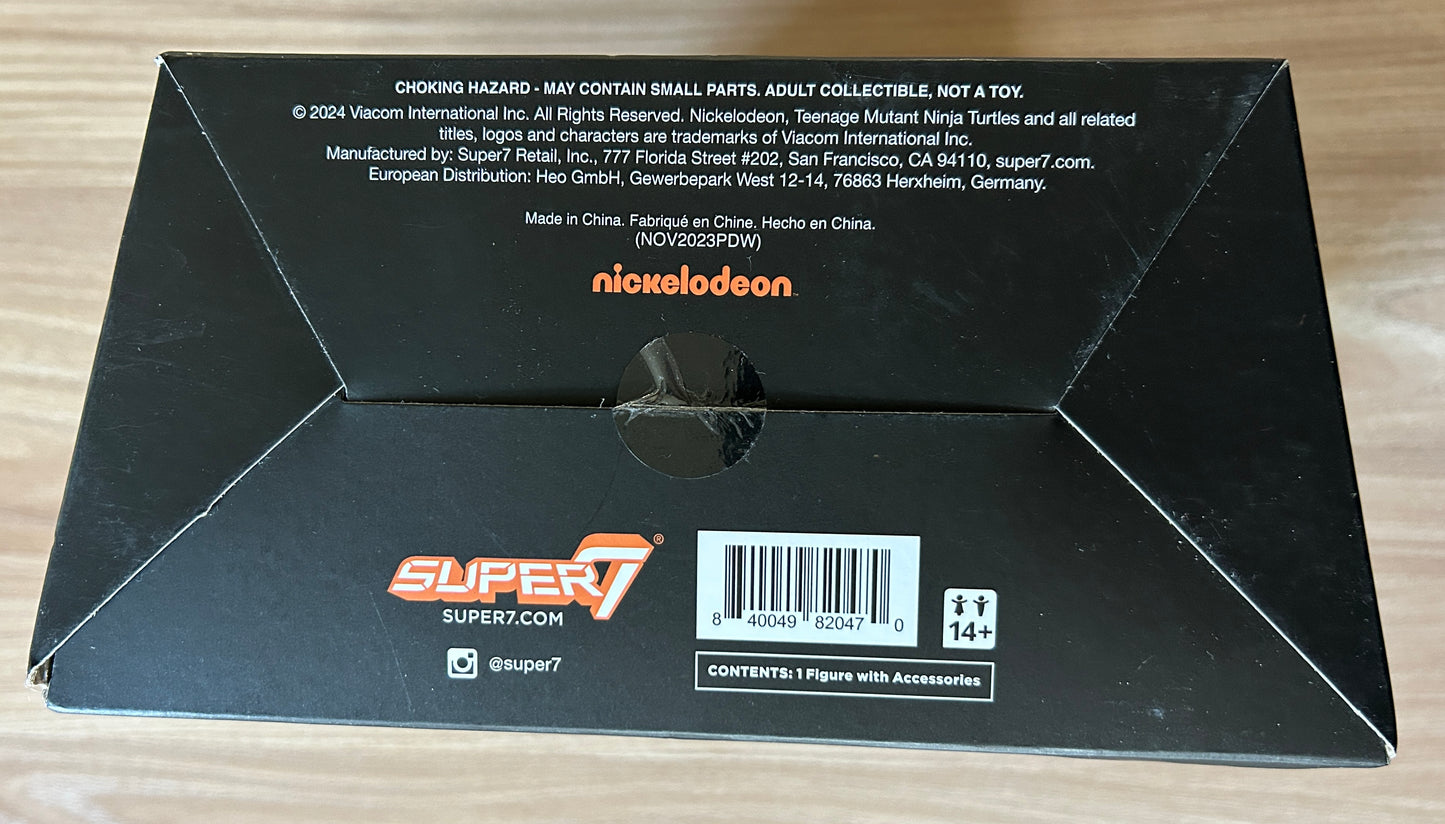 CHOKING HAZARD - MAY CONTAIN SMALL PARTS. ADULT COLLECTIBLE, NOT A TOY.
© 2024 Viacom International Inc. All Rights Reserved. Nickelodeon, Teenage Mutant Ninja Turtles and all related
titles, logos and characters are trademarks of Viacom International Inc.
Manufactured by: Super7 Retail, Inc., 777 Florida Street #202, San Francisco, CA 94110, super7.com.
European Distribution: Heo GmbH, Gewerbepark West 12-14, 76863 Herxheim, Germany.
Made in China. Fabriqué en Chine. Hecho en China.
(NOV2023PDW)
nickelodeon
SUPER7®
SUPER7.COM
@super7
8 40049 82047 0
14+
CONTENTS: 1 Figure with Accessories